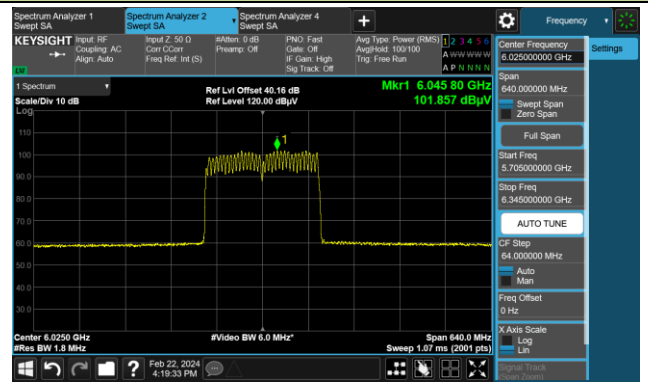 Spectrum Analyzer 1
Swept SA
Spectrum Analyzer 2
Swept SA
Spectrum Analyzer 4
Swept SA
+
Frequency
KEYSIGHT
Input: RF
Coupling: AC
Align: Auto
Input Z: 50 Ω
Corr CCorr
Freq Ref: Int (S)
#Atten: 0 dB
Preamp: Off
PNO: Fast
Gate: Off
IF Gain: High
Sig Track: Off
Avg Type: Power (RMS)
Avg|Hold: 100/100
Trig: Free Run
1 2 3 4 5 6
A W W W W W
A P N N N N
LW
1 Spectrum
Scale/Div 10 dB
Log
Ref Lvl Offset 40.16 dB
Ref Level 120.00 dBµV
Mkr1 6.045 80 GHz
101.857 dBµV
1
110
100
90.0
80.0
70.0
60.0
50.0
40.0
30.0
Center 6.0250 GHz
#Res BW 1.8 MHz
#Video BW 6.0 MHz*
Span 640.0 MHz
Sweep 1.07 ms (2001 pts)
Center Frequency
6.025000000 GHz
Settings
Span
640.000000 MHz
Swept Span
Zero Span
Full Span
Start Freq
5.705000000 GHz
Stop Freq
6.345000000 GHz
AUTO TUNE
CF Step
64.000000 MHz
Auto
Man
Freq Offset
0 Hz
X Axis Scale
Log
Lin
Signal Track
(Span Zoom)
?
Feb 22, 2024
4:19:33 PM